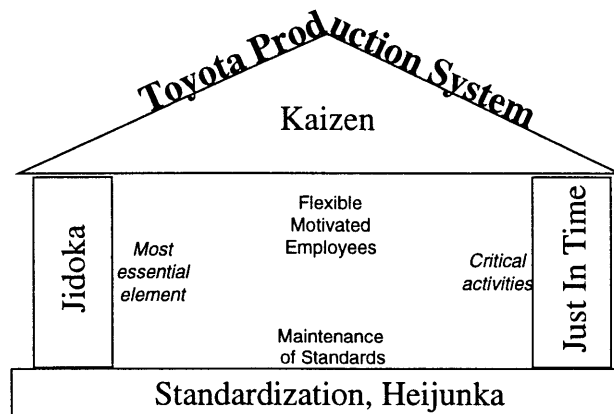 Toyota Production System
Kaizen
Jidoka
Most
essential
element
Flexible
Motivated
Employees
Critical
activities
Just In Time
Maintenance
of Standards
Standardization, Heijunka